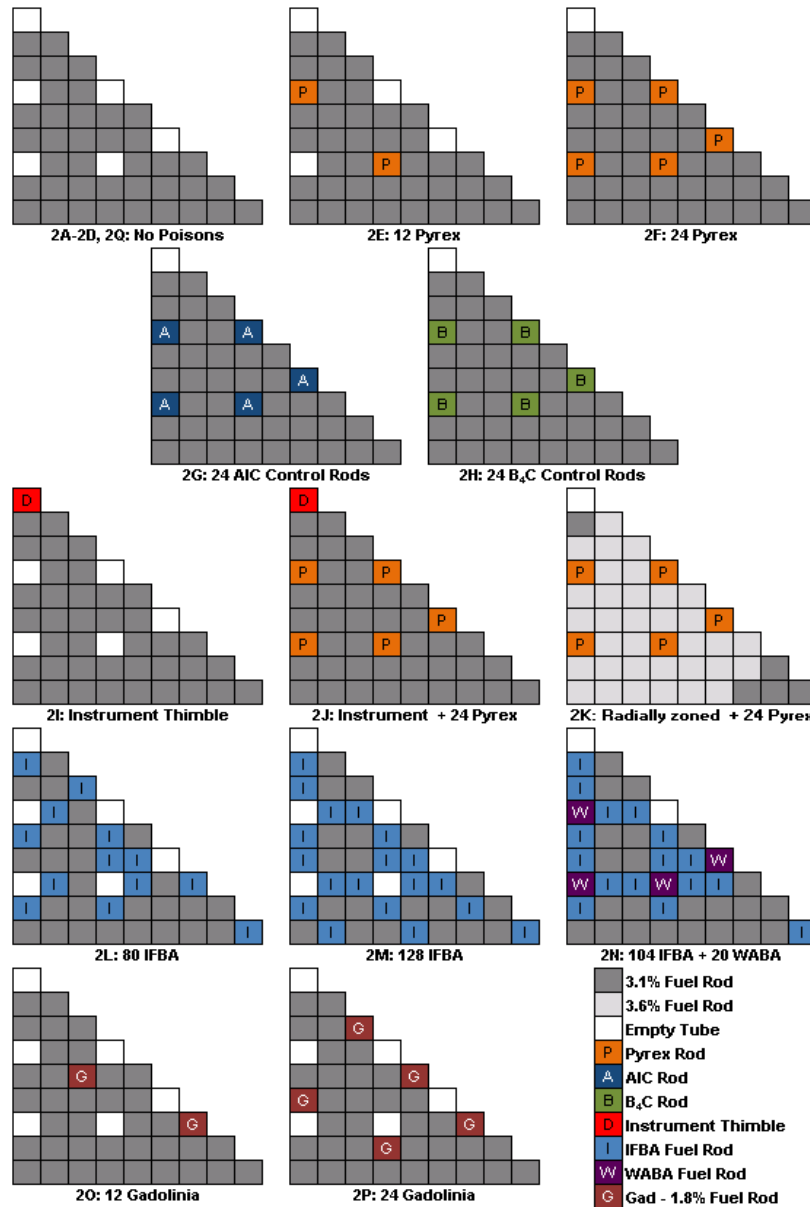 P P P
P
P P P
2A-2D, 2Q: No Poisons
2E: 12 Pyrex
2F: 24 Pyrex
A A B B
A B
A A B B
2G: 24 AIC Control Rods
2H: 24 B₄C Control Rods
D D
P P P P
P P
P P P P
2I: Instrument Thimble
2J: Instrument + 24 Pyrex
2K: Radially zoned + 24 Pyrex
I I I
I I I
I I I W I I
I I I I I I
I I I I I I I W
I I I I I I I W I I W I I
I I I I I I I
I I I I I
2L: 80 IFBA
2M: 128 IFBA
2N: 104 IFBA + 20 WABA
G
G G
G
G G
G
2O: 12 Gadolinia
2P: 24 Gadolinia
3.1% Fuel Rod
3.6% Fuel Rod
Empty Tube
P Pyrex Rod
A AIC Rod
B B₄C Rod
D Instrument Thimble
I IFBA Fuel Rod
W WABA Fuel Rod
G Gad - 1.8% Fuel Rod